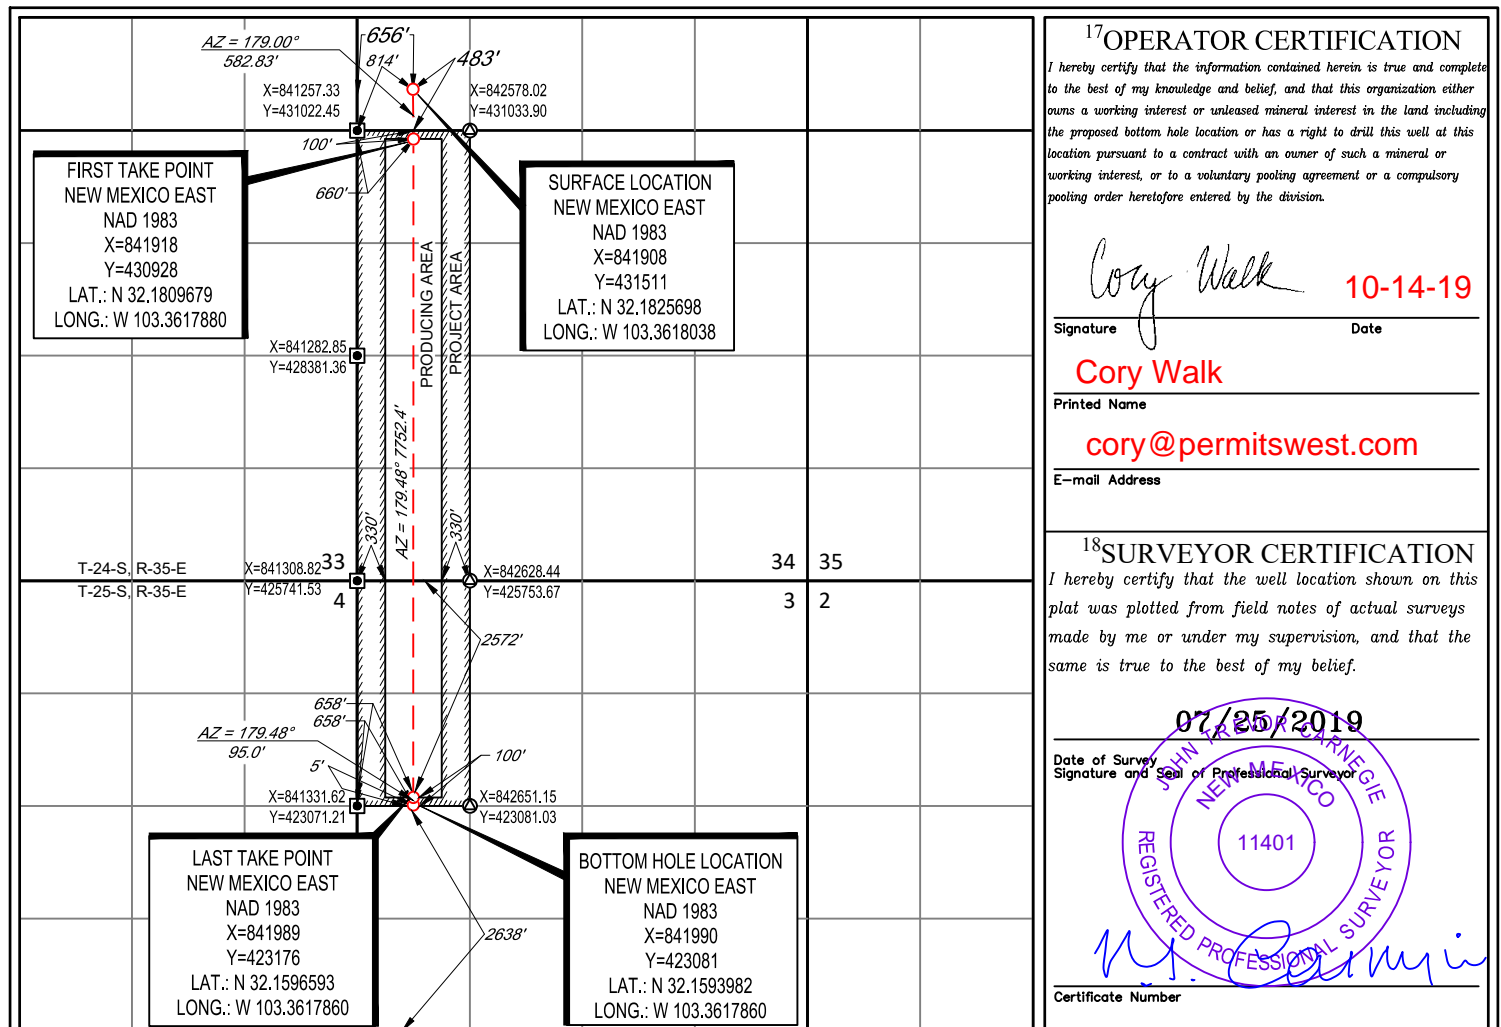 AZ = 179.00°
582.83'
656'
814'
483'
X=841257.33
Y=431022.45
X=842578.02
Y=431033.90
100'
660'
FIRST TAKE POINT
NEW MEXICO EAST
NAD 1983
X=841918
Y=430928
LAT.: N 32.1809679
LONG.: W 103.3617880
SURFACE LOCATION
NEW MEXICO EAST
NAD 1983
X=841908
Y=431511
LAT.: N 32.1825698
LONG.: W 103.3618038
PRODUCING AREA
PROJECT AREA
X=841282.85
Y=428381.36
AZ = 179.48° 7752.4'
330'
330'
T-24-S, R-35-E
T-25-S, R-35-E
X=841308.82
Y=425741.53
33
4
X=842628.44
Y=425753.67
34
35
3
2
2572'
658'
658'
AZ = 179.48°
95.0'
5'
100'
X=841331.62
Y=423071.21
X=842651.15
Y=423081.03
LAST TAKE POINT
NEW MEXICO EAST
NAD 1983
X=841989
Y=423176
LAT.: N 32.1596593
LONG.: W 103.3617860
BOTTOM HOLE LOCATION
NEW MEXICO EAST
NAD 1983
X=841990
Y=423081
LAT.: N 32.1593982
LONG.: W 103.3617860
2638'
17 OPERATOR CERTIFICATION
I hereby certify that the information contained herein is true and complete
to the best of my knowledge and belief, and that this organization either
owns a working interest or unleased mineral interest in the land including
the proposed bottom hole location or has a right to drill this well at this
location pursuant to a contract with an owner of such a mineral or
working interest, or to a voluntary pooling agreement or a compulsory
pooling order heretofore entered by the division.
Cory Walk
10-14-19
Signature
Date
Cory Walk
Printed Name
cory@permitswest.com
E-mail Address
18 SURVEYOR CERTIFICATION
I hereby certify that the well location shown on this
plat was plotted from field notes of actual surveys
made by me or under my supervision, and that the
same is true to the best of my belief.
07/25/2019
Date of Survey
Signature and Seal of Professional Surveyor
JOHN TREVOR CARNEGIE
NEW MEXICO
11401
REGISTERED PROFESSIONAL SURVEYOR
Certificate Number